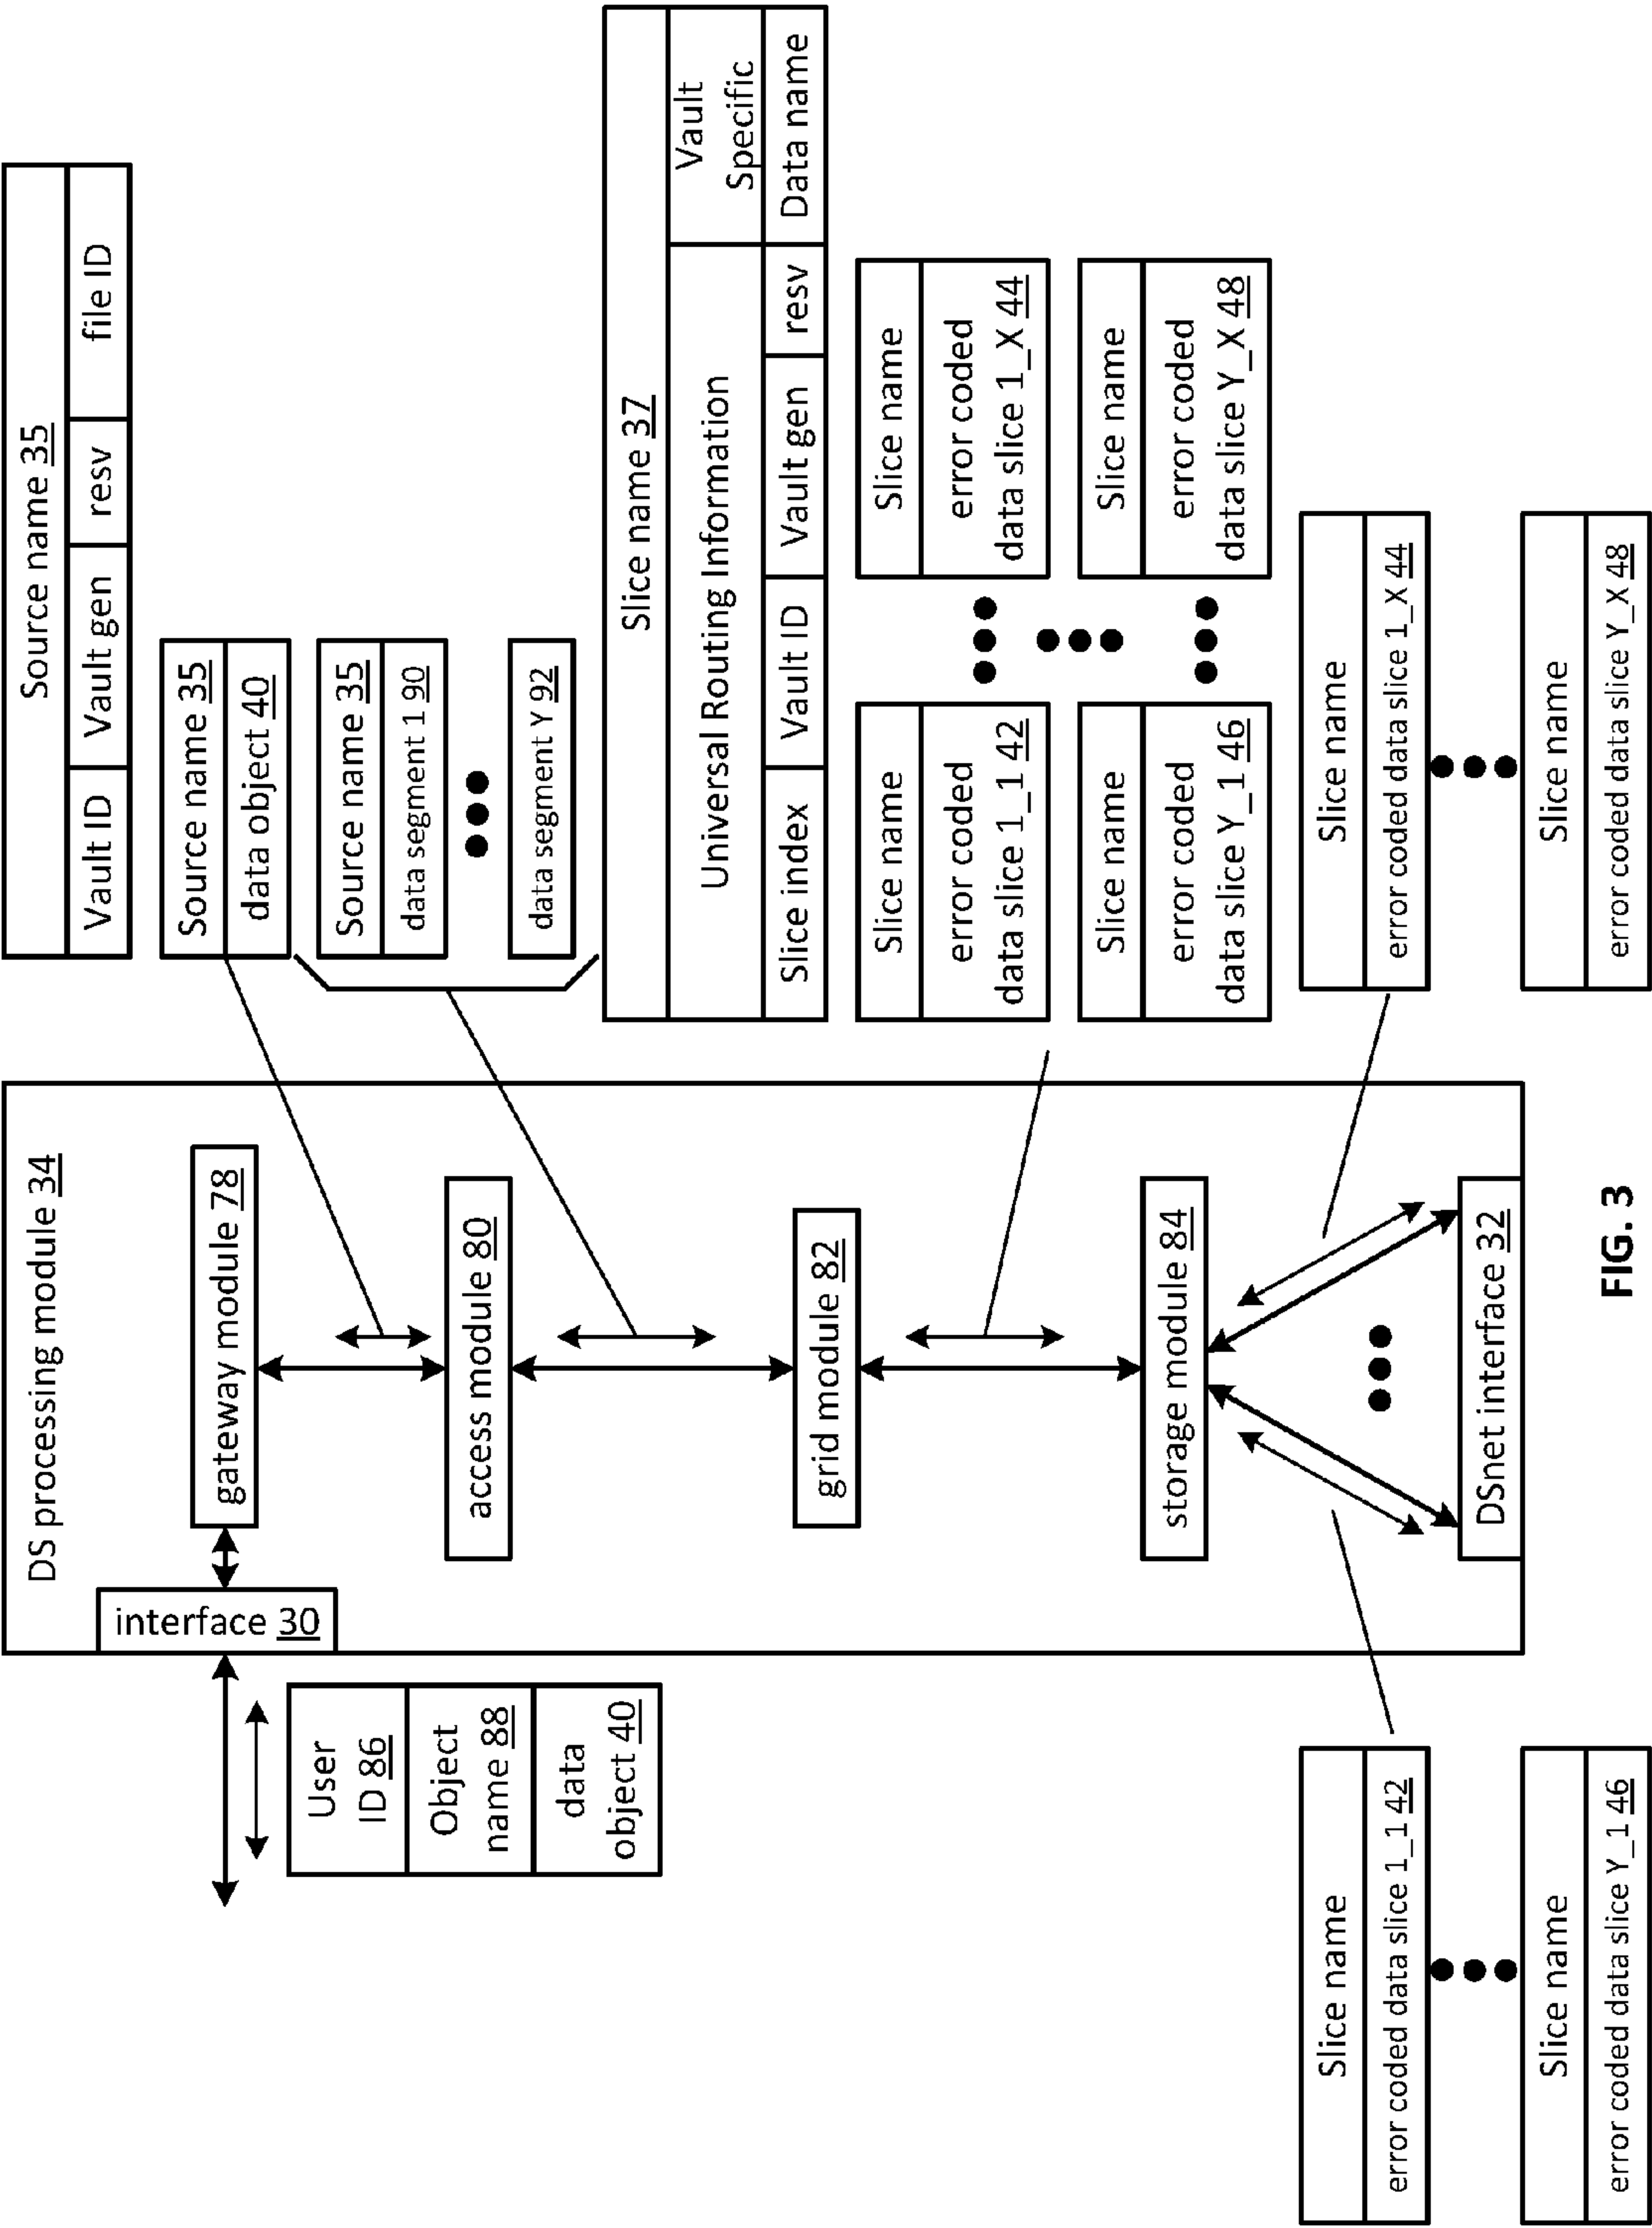 DS processing module 34
interface 30
gateway module 78
access module 80
grid module 82
storage module 84
DSnet interface 32
User
ID 86
Object
name 88
data
object 40
Source name 35
Vault ID
Vault gen
resv
file ID
Source name 35
data object 40
Source name 35
data segment 1 90
data segment Y 92
Slice name 37
Universal Routing Information
Vault
Specific
Slice index
Vault ID
Vault gen
resv
Data name
Slice name
error coded
data slice 1_1 42
Slice name
error coded
data slice 1_X 44
Slice name
error coded
data slice Y_1 46
Slice name
error coded
data slice Y_X 48
Slice name
error coded data slice 1_1 42
Slice name
error coded data slice Y_1 46
Slice name
error coded data slice 1_X 44
Slice name
error coded data slice Y_X 48
FIG. 3